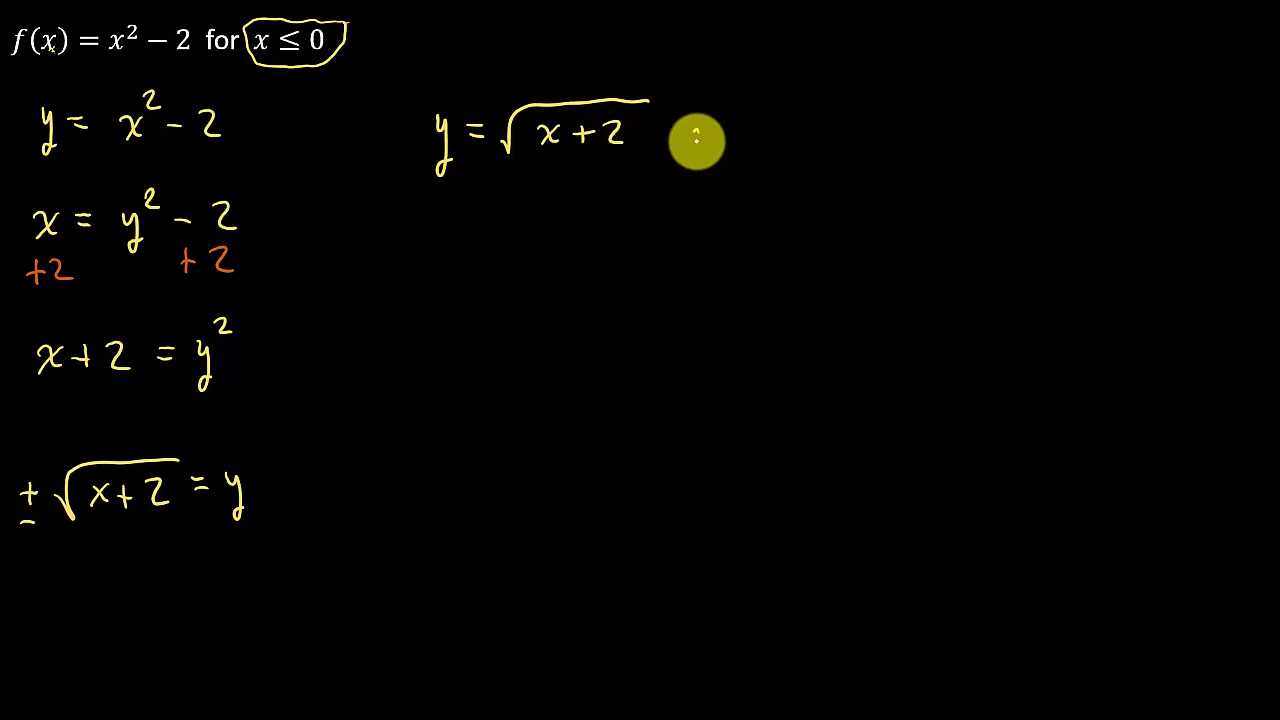 f(x) = x² − 2 for x ≤ 0
y = x² - 2
x = y² - 2
+2 +2
x + 2 = y²
± √(x + 2) = y
y = √(x + 2)